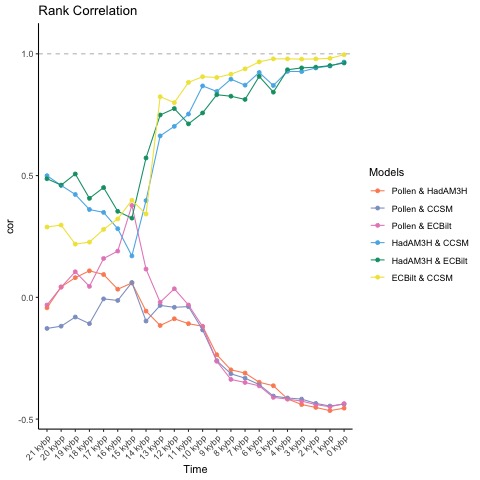 Rank Correlation
1.0
0.5
0.0
-0.5
cor
21 kybp
20 kybp
19 kybp
18 kybp
17 kybp
16 kybp
15 kybp
14 kybp
13 kybp
12 kybp
11 kybp
10 kybp
9 kybp
8 kybp
7 kybp
6 kybp
5 kybp
4 kybp
3 kybp
2 kybp
1 kybp
0 kybp
Time
Models
Pollen & HadAM3H
Pollen & CCSM
Pollen & ECBilt
HadAM3H & CCSM
HadAM3H & ECBilt
ECBilt & CCSM